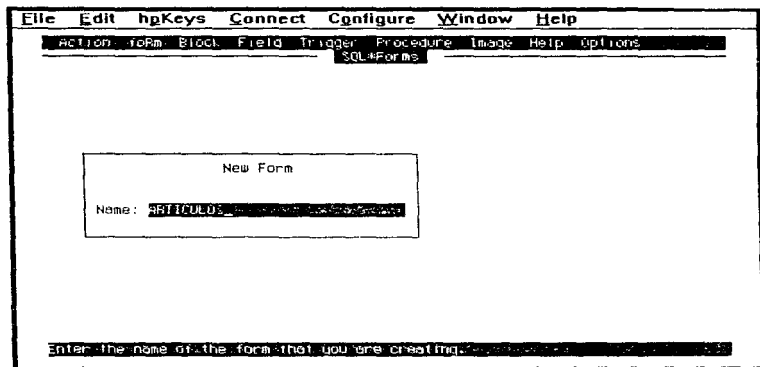 File Edit hpKeys Connect Configure Window Help
Action foRm Block Field Trigger Procedure Image Help Options
SQL*Forms
New Form
Name: ARTICULOS_
Enter the name of the form that you are creating.